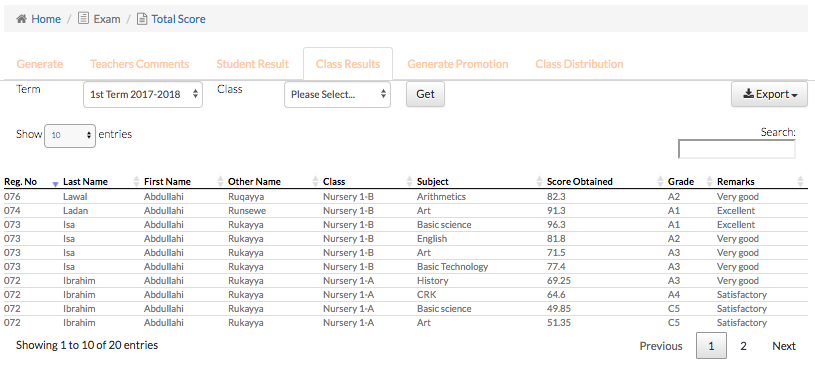 Home / Exam / Total Score
Generate Teachers Comments Student Result Class Results Generate Promotion Class Distribution
Term 1st Term 2017-2018 Class Please Select... Get Export
Show 10 entries
Search:
Reg. No Last Name First Name Other Name Class Subject Score Obtained Grade Remarks
076 Lawal Abdullahi Ruqayya Nursery 1-B Arithmetics 82.3 A2 Very good
074 Ladan Abdullahi Runsewe Nursery 1-B Art 91.3 A1 Excellent
073 Isa Abdullahi Rukayya Nursery 1-B Basic science 96.3 A1 Excellent
073 Isa Abdullahi Rukayya Nursery 1-B English 81.8 A2 Very good
073 Isa Abdullahi Rukayya Nursery 1-B Art 71.5 A3 Very good
073 Isa Abdullahi Rukayya Nursery 1-B Basic Technology 77.4 A3 Very good
072 Ibrahim Abdullahi Rukayya Nursery 1-A History 69.25 A3 Very good
072 Ibrahim Abdullahi Rukayya Nursery 1-A CRK 64.6 A4 Satisfactory
072 Ibrahim Abdullahi Rukayya Nursery 1-A Basic science 49.85 C5 Satisfactory
072 Ibrahim Abdullahi Rukayya Nursery 1-A Art 51.35 C5 Satisfactory
Showing 1 to 10 of 20 entries
Previous 1 2 Next